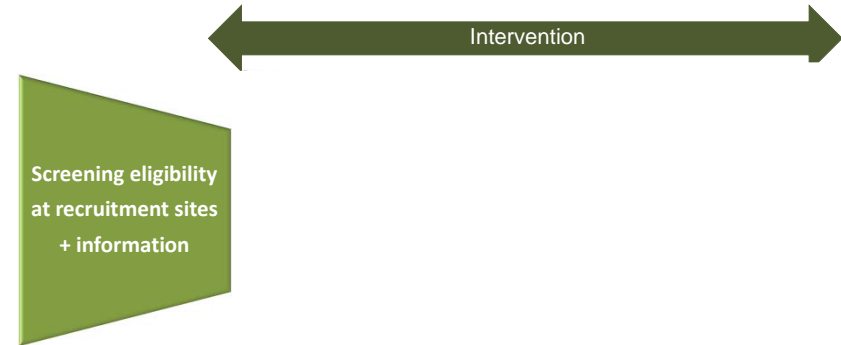 Intervention
Screening eligibility
at recruitment sites
+ information